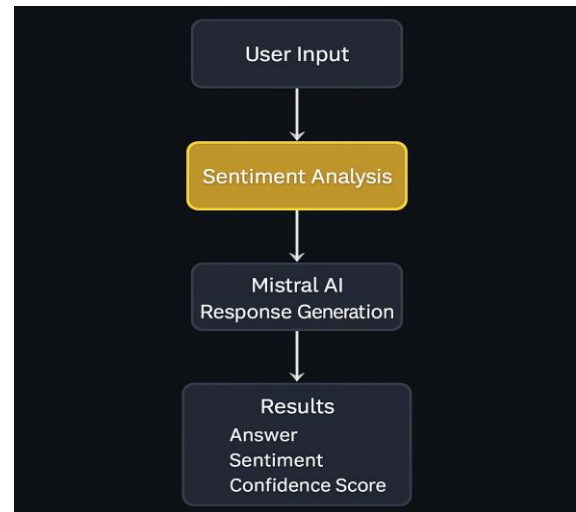 User Input
Sentiment Analysis
Mistral AI
Response Generation
Results
Answer
Sentiment
Confidence Score